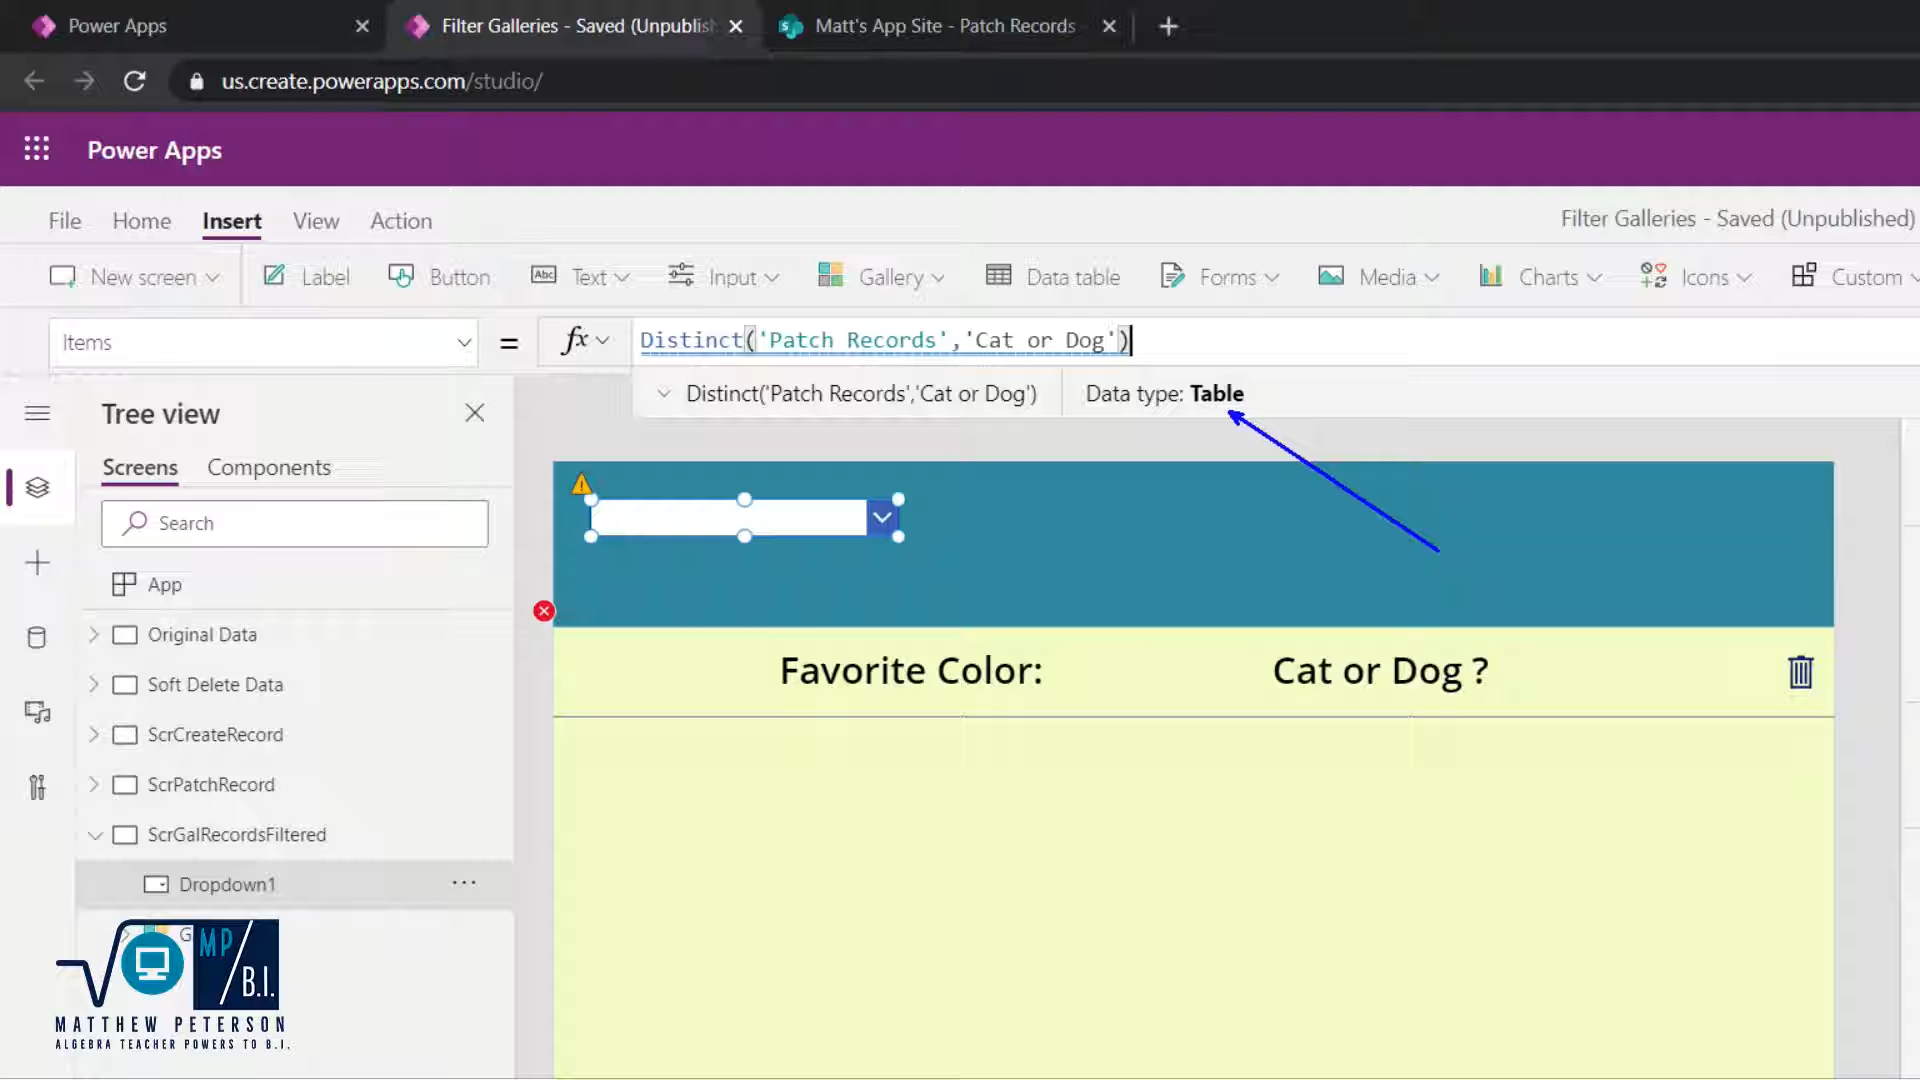 Power Apps
Filter Galleries - Saved (Unpublis
Matt's App Site - Patch Records
us.create.powerapps.com/studio/
Power Apps
File Home Insert View Action
Filter Galleries - Saved (Unpublished)
New screen Label Button Text Input Gallery Data table Forms Media Charts Icons Custom
Abc
Items = fx Distinct('Patch Records','Cat or Dog')
Distinct('Patch Records','Cat or Dog') Data type: Table
Tree view
Screens Components
Search
App
Original Data
Soft Delete Data
ScrCreateRecord
ScrPatchRecord
ScrGalRecordsFiltered
Dropdown1 ...
G
Favorite Color: Cat or Dog ?
MP/B.I.
MATTHEW PETERSON
ALGEBRA TEACHER POWERS TO B.I.